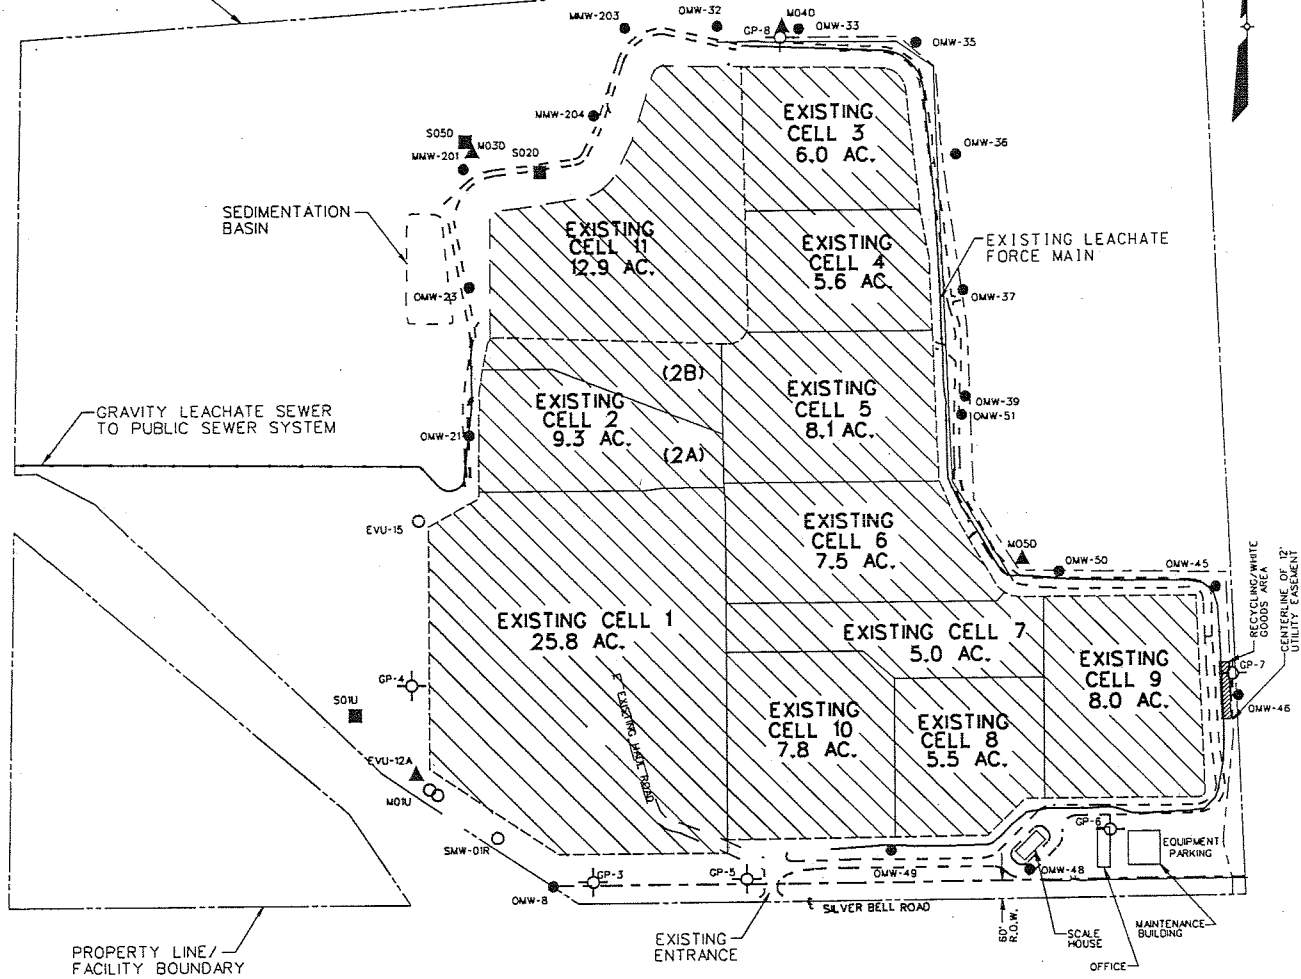 MMW-203
OMW-32
M04D
GP-8
OMW-33
OMW-35
MMW-204
EXISTING
CELL 3
6.0 AC.
S05D
M03D
MMW-201
S02D
OMW-36
SEDIMENTATION
BASIN
EXISTING
CELL 11
12.9 AC.
EXISTING
CELL 4
5.6 AC.
EXISTING LEACHATE
FORCE MAIN
OMW-23
OMW-37
(2B)
EXISTING
CELL 2
9.3 AC.
(2A)
EXISTING
CELL 5
8.1 AC.
OMW-39
OMW-51
GRAVITY LEACHATE SEWER
TO PUBLIC SEWER SYSTEM
OMW-21
EVU-15
EXISTING
CELL 6
7.5 AC.
M05D
OMW-50
OMW-45
RECYCLING/WHITE
GOODS AREA
CENTERLINE OF 12'
UTILITY EASEMENT
EXISTING CELL 1
25.8 AC.
EXISTING CELL 7
5.0 AC.
EXISTING
CELL 9
8.0 AC.
GP-7
OMW-46
GP-4
S01U
EXISTING HAUL ROAD
EXISTING
CELL 10
7.8 AC.
EXISTING
CELL 8
5.5 AC.
EVU-12A
M01U
SMW-01R
GP-6
EQUIPMENT
PARKING
GP-3
GP-5
OMW-8
OMW-49
OMW-48
SILVER BELL ROAD
60'
R.O.W.
SCALE
HOUSE
MAINTENANCE
BUILDING
OFFICE
EXISTING
ENTRANCE
PROPERTY LINE/
FACILITY BOUNDARY